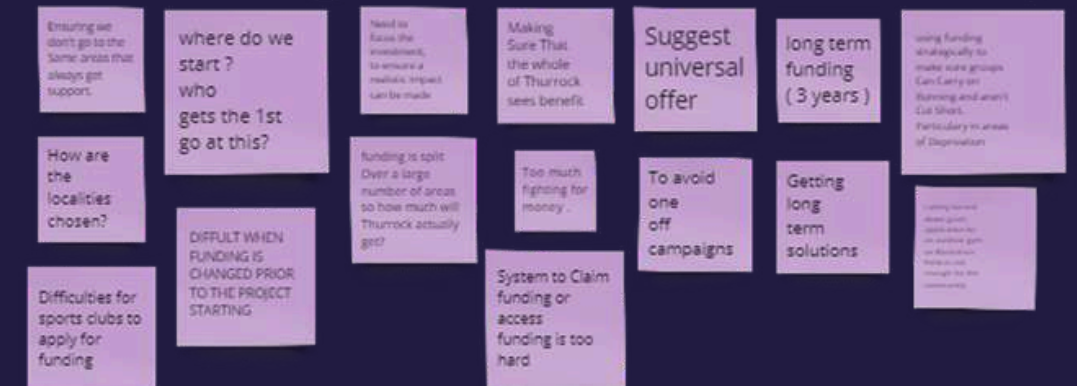 Ensuring we
don't go to the
Same areas that
always get
support.
where do we
start ?
who
gets the 1st
go at this?
Need to
focus the
investment,
to ensure a
realistic impact
can be made
Making
Sure That
the whole
of Thurrock
sees benefit
Suggest
universal
offer
long term
funding
( 3 years )
using funding
strategically to
make sure groups
Can Carry on
Running and aren't
Cut Short.
Particulary in areas
of Deprivation
How are
the
localities
chosen?
DIFFULT WHEN
FUNDING IS
CHANGED PRIOR
TO THE PROJECT
STARTING
funding is split
Over a large
number of areas
so how much will
Thurrock actually
get?
Too much
fighting for
money .
To avoid
one
off
campaigns
Getting
long
term
solutions
Difficulties for
sports clubs to
apply for
funding
System to Claim
funding or
access
funding is too
hard
community